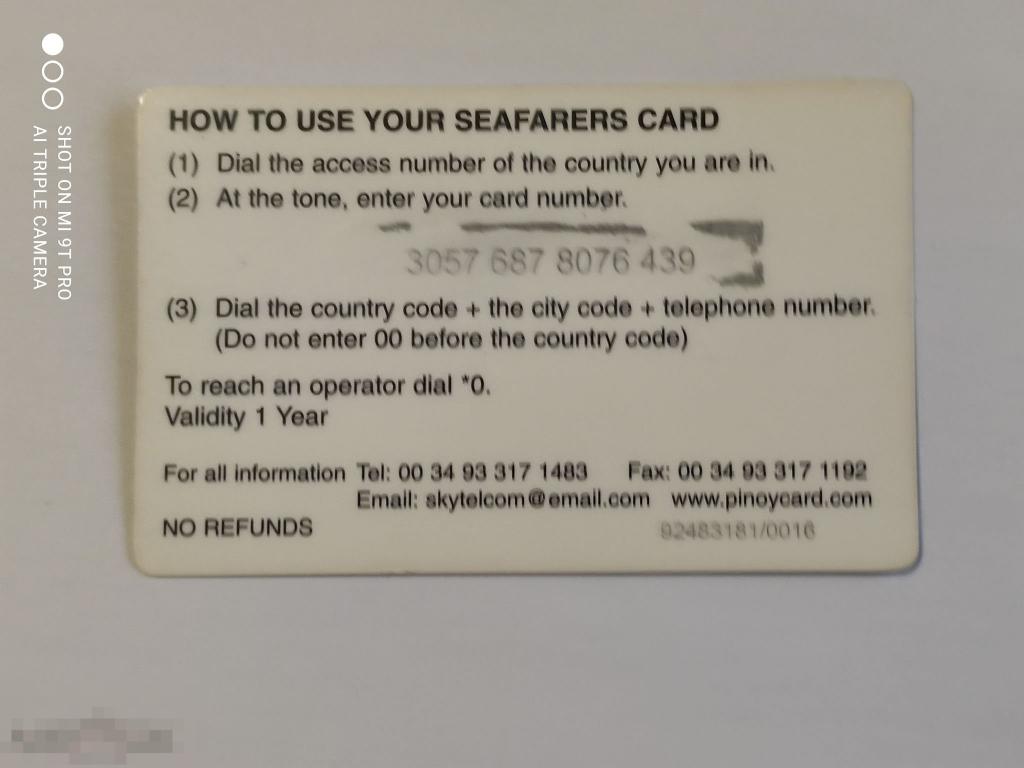 HOW TO USE YOUR SEAFARERS CARD
(1) Dial the access number of the country you are in.
(2) At the tone, enter your card number.
3057 687 8076 439
(3) Dial the country code + the city code + telephone number.
(Do not enter 00 before the country code)
To reach an operator dial *0.
Validity 1 Year
For all information Tel: 00 34 93 317 1483 Fax: 00 34 93 317 1192
Email: skytelcom@email.com www.pinoycard.com
NO REFUNDS 92483181/0016
SHOT ON MI 9T PRO
AI TRIPLE CAMERA